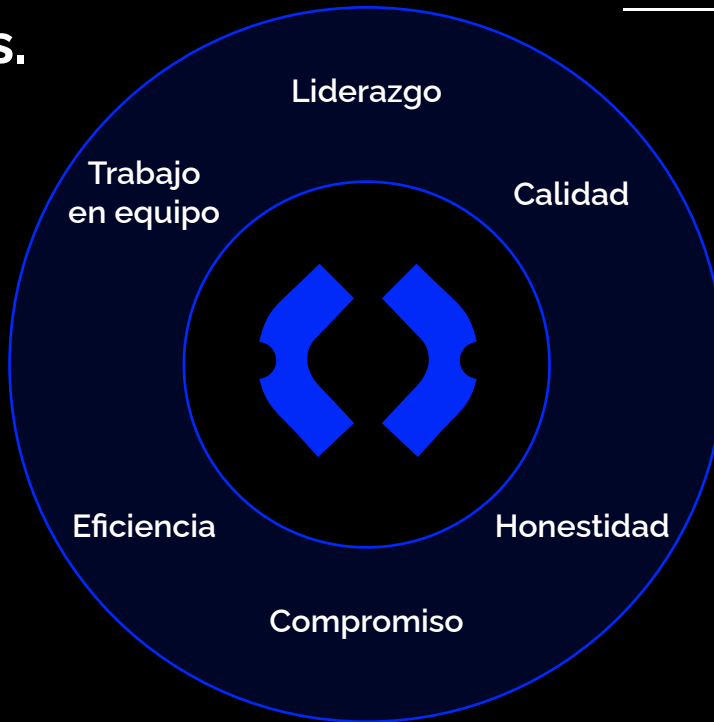 s.
Liderazgo
Trabajo
en equipo
Calidad
Eficiencia
Honestidad
Compromiso